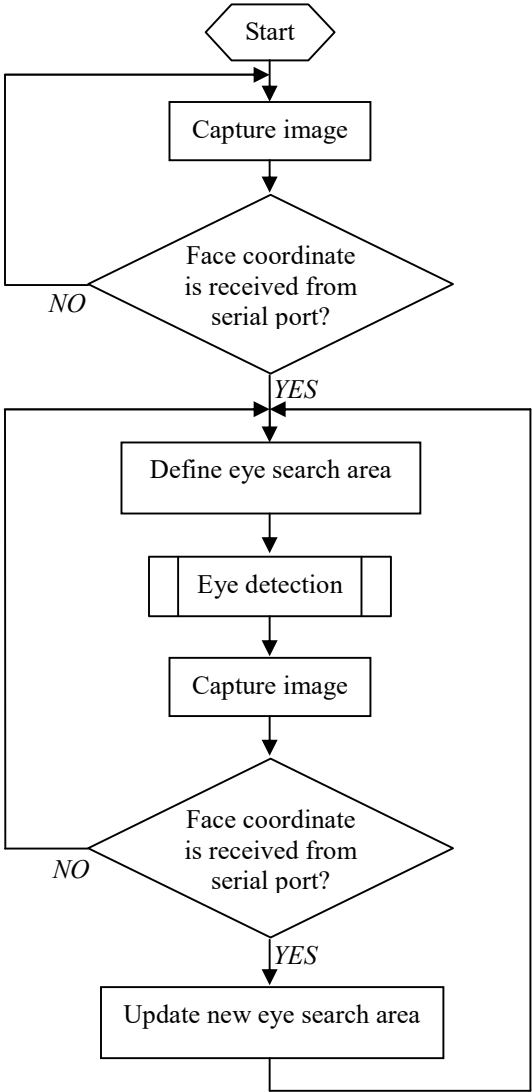 Start
Capture image
Face coordinate
is received from
serial port?
NO
YES
Define eye search area
Eye detection
Capture image
Face coordinate
is received from
serial port?
NO
YES
Update new eye search area